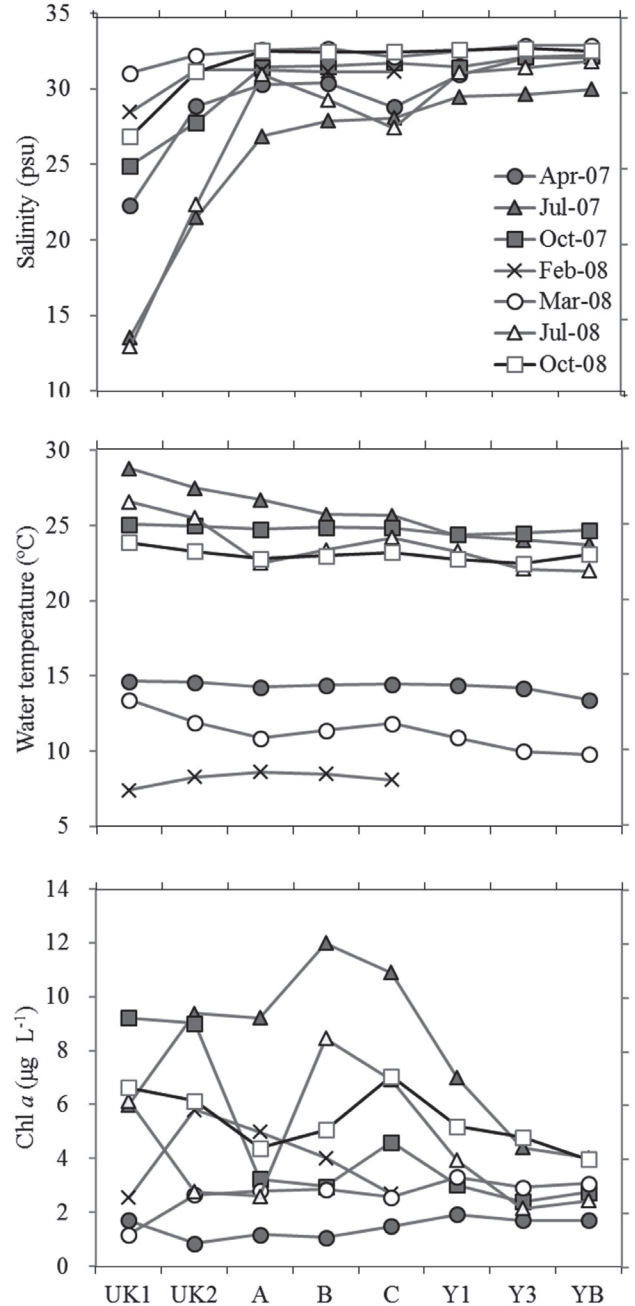 35
30
25
20
15
10
Salinity (psu)
Apr-07
Jul-07
Oct-07
Feb-08
Mar-08
Jul-08
Oct-08
30
25
20
15
10
5
Water temperature (°C)
14
12
10
8
6
4
2
0
Chl a (µg L⁻¹)
UK1 UK2 A B C Y1 Y3 YB